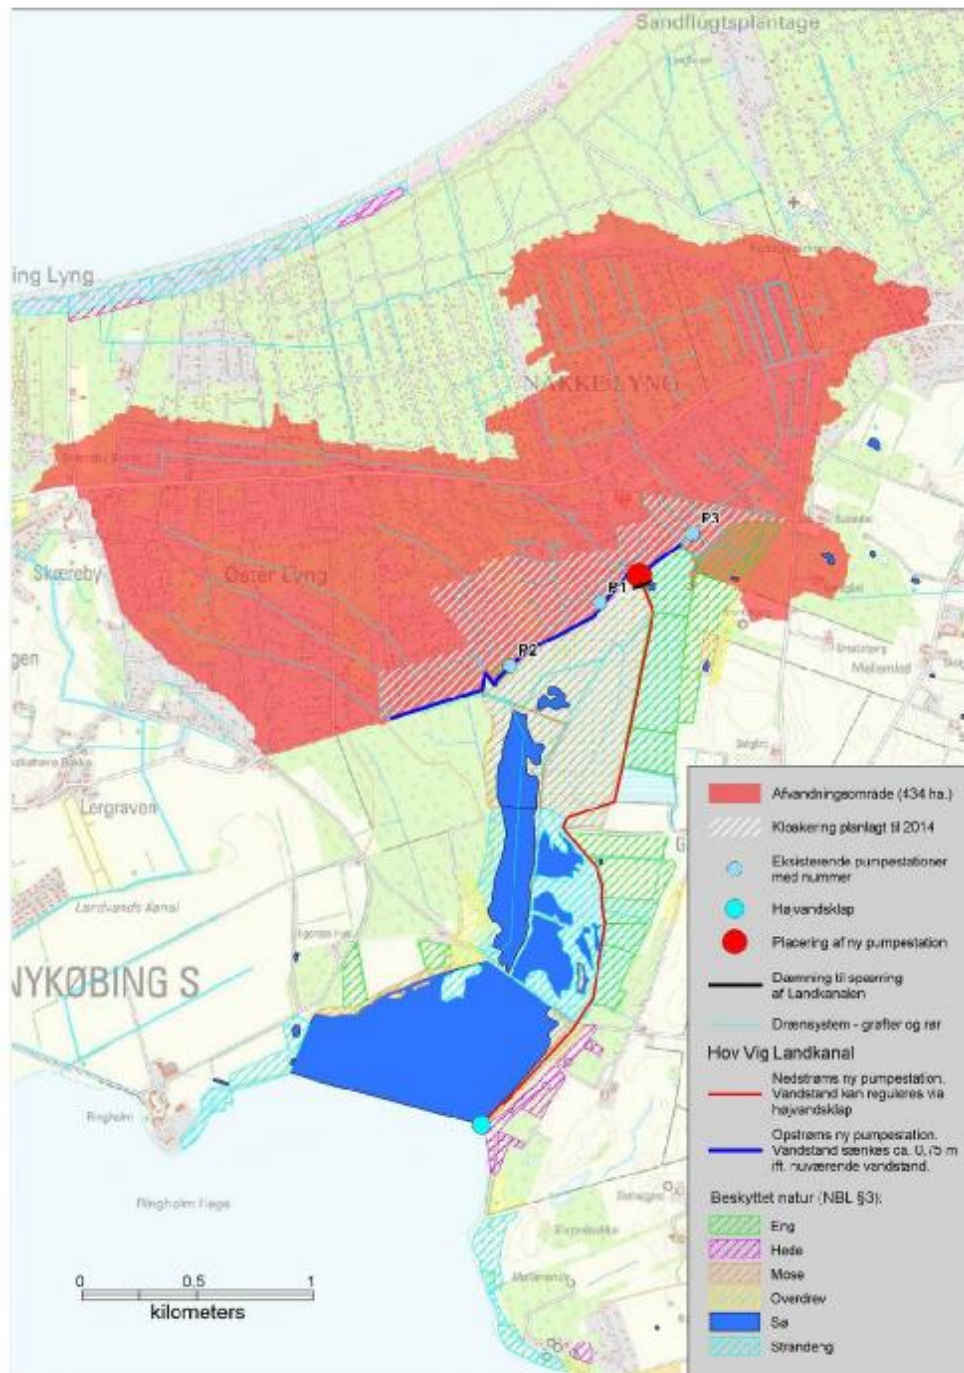 Sandflugtsplantage
ing Lyng
NAKKE LYNG
P3
P1
P2
Skæreby
Øster Lyng
gen
Lergraven
Lardvands Kanal
NYKØBING S
Ringholm
Ringholm Flage
0 0,5 1
kilometers
Afvandningsområde (434 ha.)
Kloakering planlagt til 2014
Eksisterende pumpestationer
med nummer
Højvandsklap
Placering af ny pumpestation
Dæmning til spærring
af Landkanalen
Drænsystem - grøfter og rør
Hov Vig Landkanal
Nedstrøms ny pumpestation.
Vandstand kan reguleres via
højvandsklap
Opstrøms ny pumpestation.
Vandstand sænkes ca. 0,75 m
ift. nuværende vandstand.
Beskyttet natur (NBL §3):
Eng
Hede
Mose
Overdrev
Sø
Strandeng